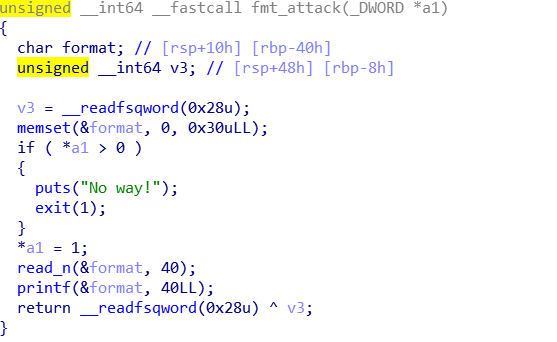 unsigned __int64 __fastcall fmt_attack(_DWORD *a1)
{
  char format; // [rsp+10h] [rbp-40h]
  unsigned __int64 v3; // [rsp+48h] [rbp-8h]

  v3 = __readfsqword(0x28u);
  memset(&format, 0, 0x30uLL);
  if ( *a1 > 0 )
  {
    puts("No way!");
    exit(1);
  }
  *a1 = 1;
  read_n(&format, 40);
  printf(&format, 40LL);
  return __readfsqword(0x28u) ^ v3;
}